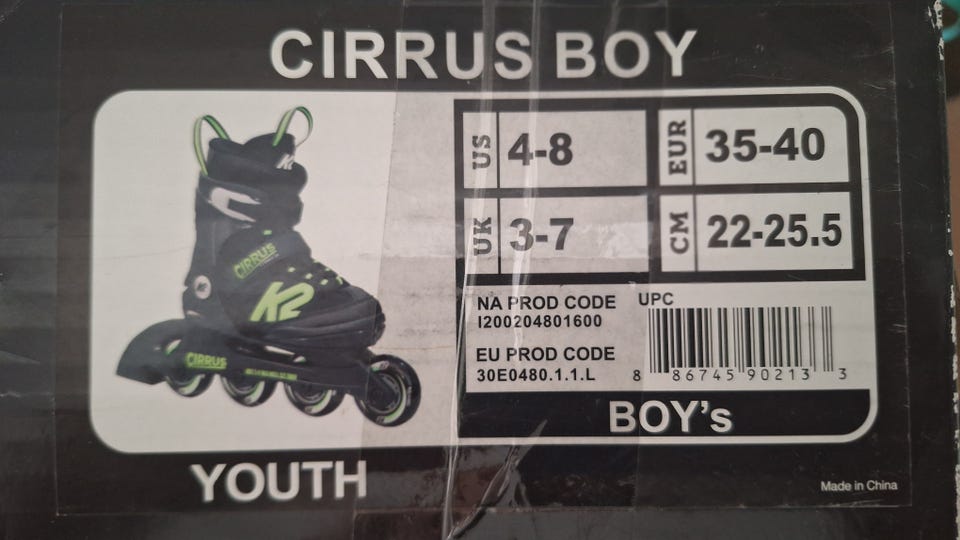 CIRRUS BOY
US 4-8 EUR 35-40
UK 3-7 CM 22-25.5
K2
CIRRUS
K2
CIRRUS
NA PROD CODE UPC
I200204801600
EU PROD CODE
30E0480.1.1.L
8 86745 90213 3
BOY's
YOUTH
Made in China